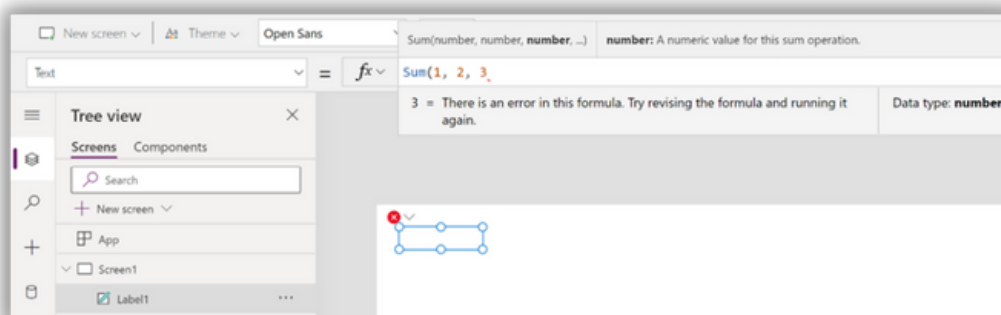 New screen
Theme
Open Sans
Sum(number, number, number, ...)
number: A numeric value for this sum operation.
Text
=
fx
Sum(1, 2, 3
3 = There is an error in this formula. Try revising the formula and running it
again.
Data type: number
Tree view
Screens
Components
Search
New screen
App
Screen1
Label1